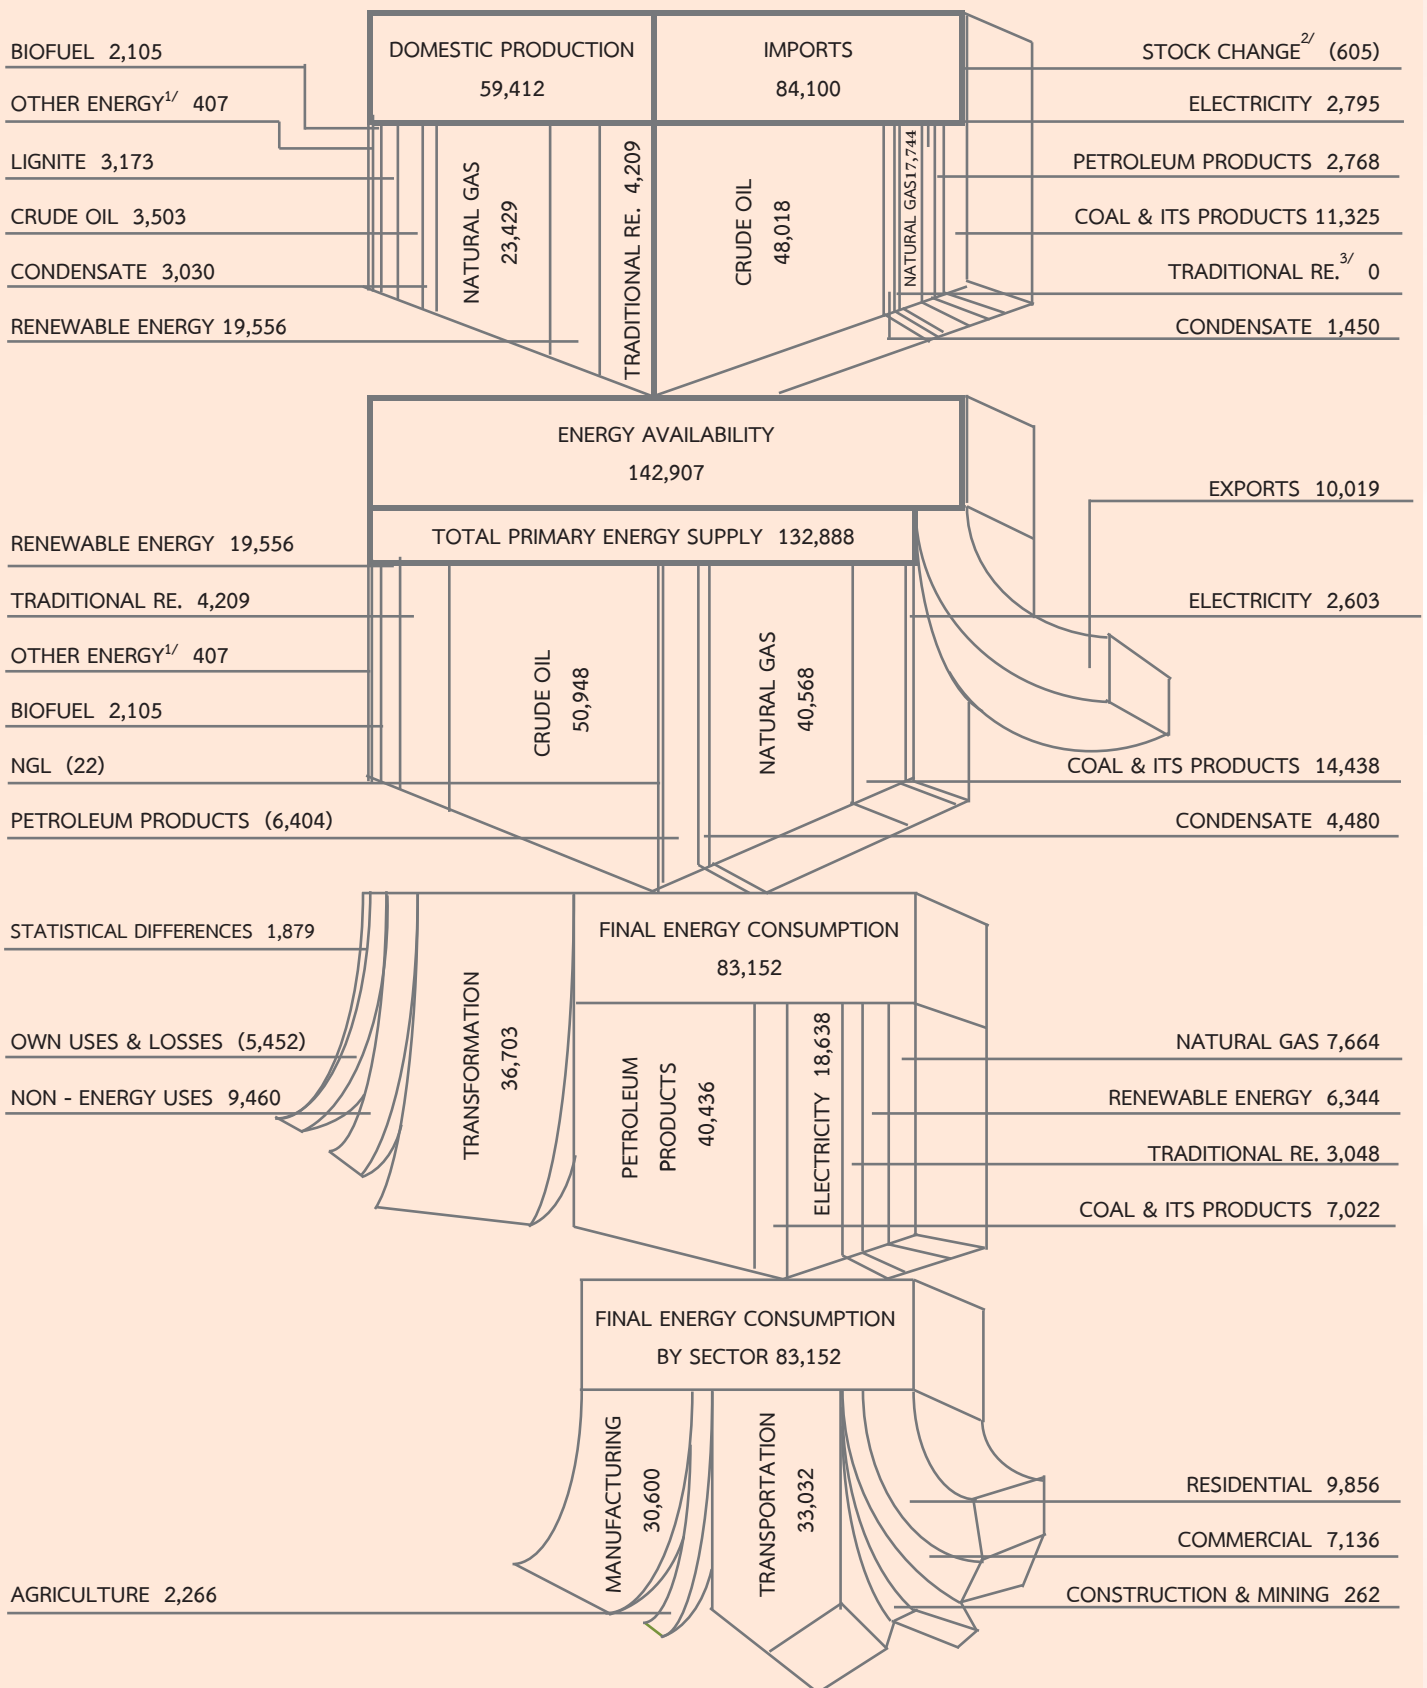 DOMESTIC PRODUCTION
59,412
IMPORTS
84,100
BIOFUEL 2,105
OTHER ENERGY1/ 407
LIGNITE 3,173
CRUDE OIL 3,503
CONDENSATE 3,030
RENEWABLE ENERGY 19,556
NATURAL GAS
23,429
TRADITIONAL RE. 4,209
CRUDE OIL
48,018
NATURAL GAS17,744
STOCK CHANGE2/ (605)
ELECTRICITY 2,795
PETROLEUM PRODUCTS 2,768
COAL & ITS PRODUCTS 11,325
TRADITIONAL RE.3/ 0
CONDENSATE 1,450
ENERGY AVAILABILITY
142,907
EXPORTS 10,019
TOTAL PRIMARY ENERGY SUPPLY 132,888
RENEWABLE ENERGY 19,556
TRADITIONAL RE. 4,209
OTHER ENERGY1/ 407
BIOFUEL 2,105
NGL (22)
PETROLEUM PRODUCTS (6,404)
CRUDE OIL
50,948
NATURAL GAS
40,568
ELECTRICITY 2,603
COAL & ITS PRODUCTS 14,438
CONDENSATE 4,480
STATISTICAL DIFFERENCES 1,879
OWN USES & LOSSES (5,452)
NON - ENERGY USES 9,460
TRANSFORMATION
36,703
FINAL ENERGY CONSUMPTION
83,152
PETROLEUM
PRODUCTS
40,436
ELECTRICITY 18,638
NATURAL GAS 7,664
RENEWABLE ENERGY 6,344
TRADITIONAL RE. 3,048
COAL & ITS PRODUCTS 7,022
FINAL ENERGY CONSUMPTION
BY SECTOR 83,152
MANUFACTURING
30,600
TRANSPORTATION
33,032
AGRICULTURE 2,266
RESIDENTIAL 9,856
COMMERCIAL 7,136
CONSTRUCTION & MINING 262